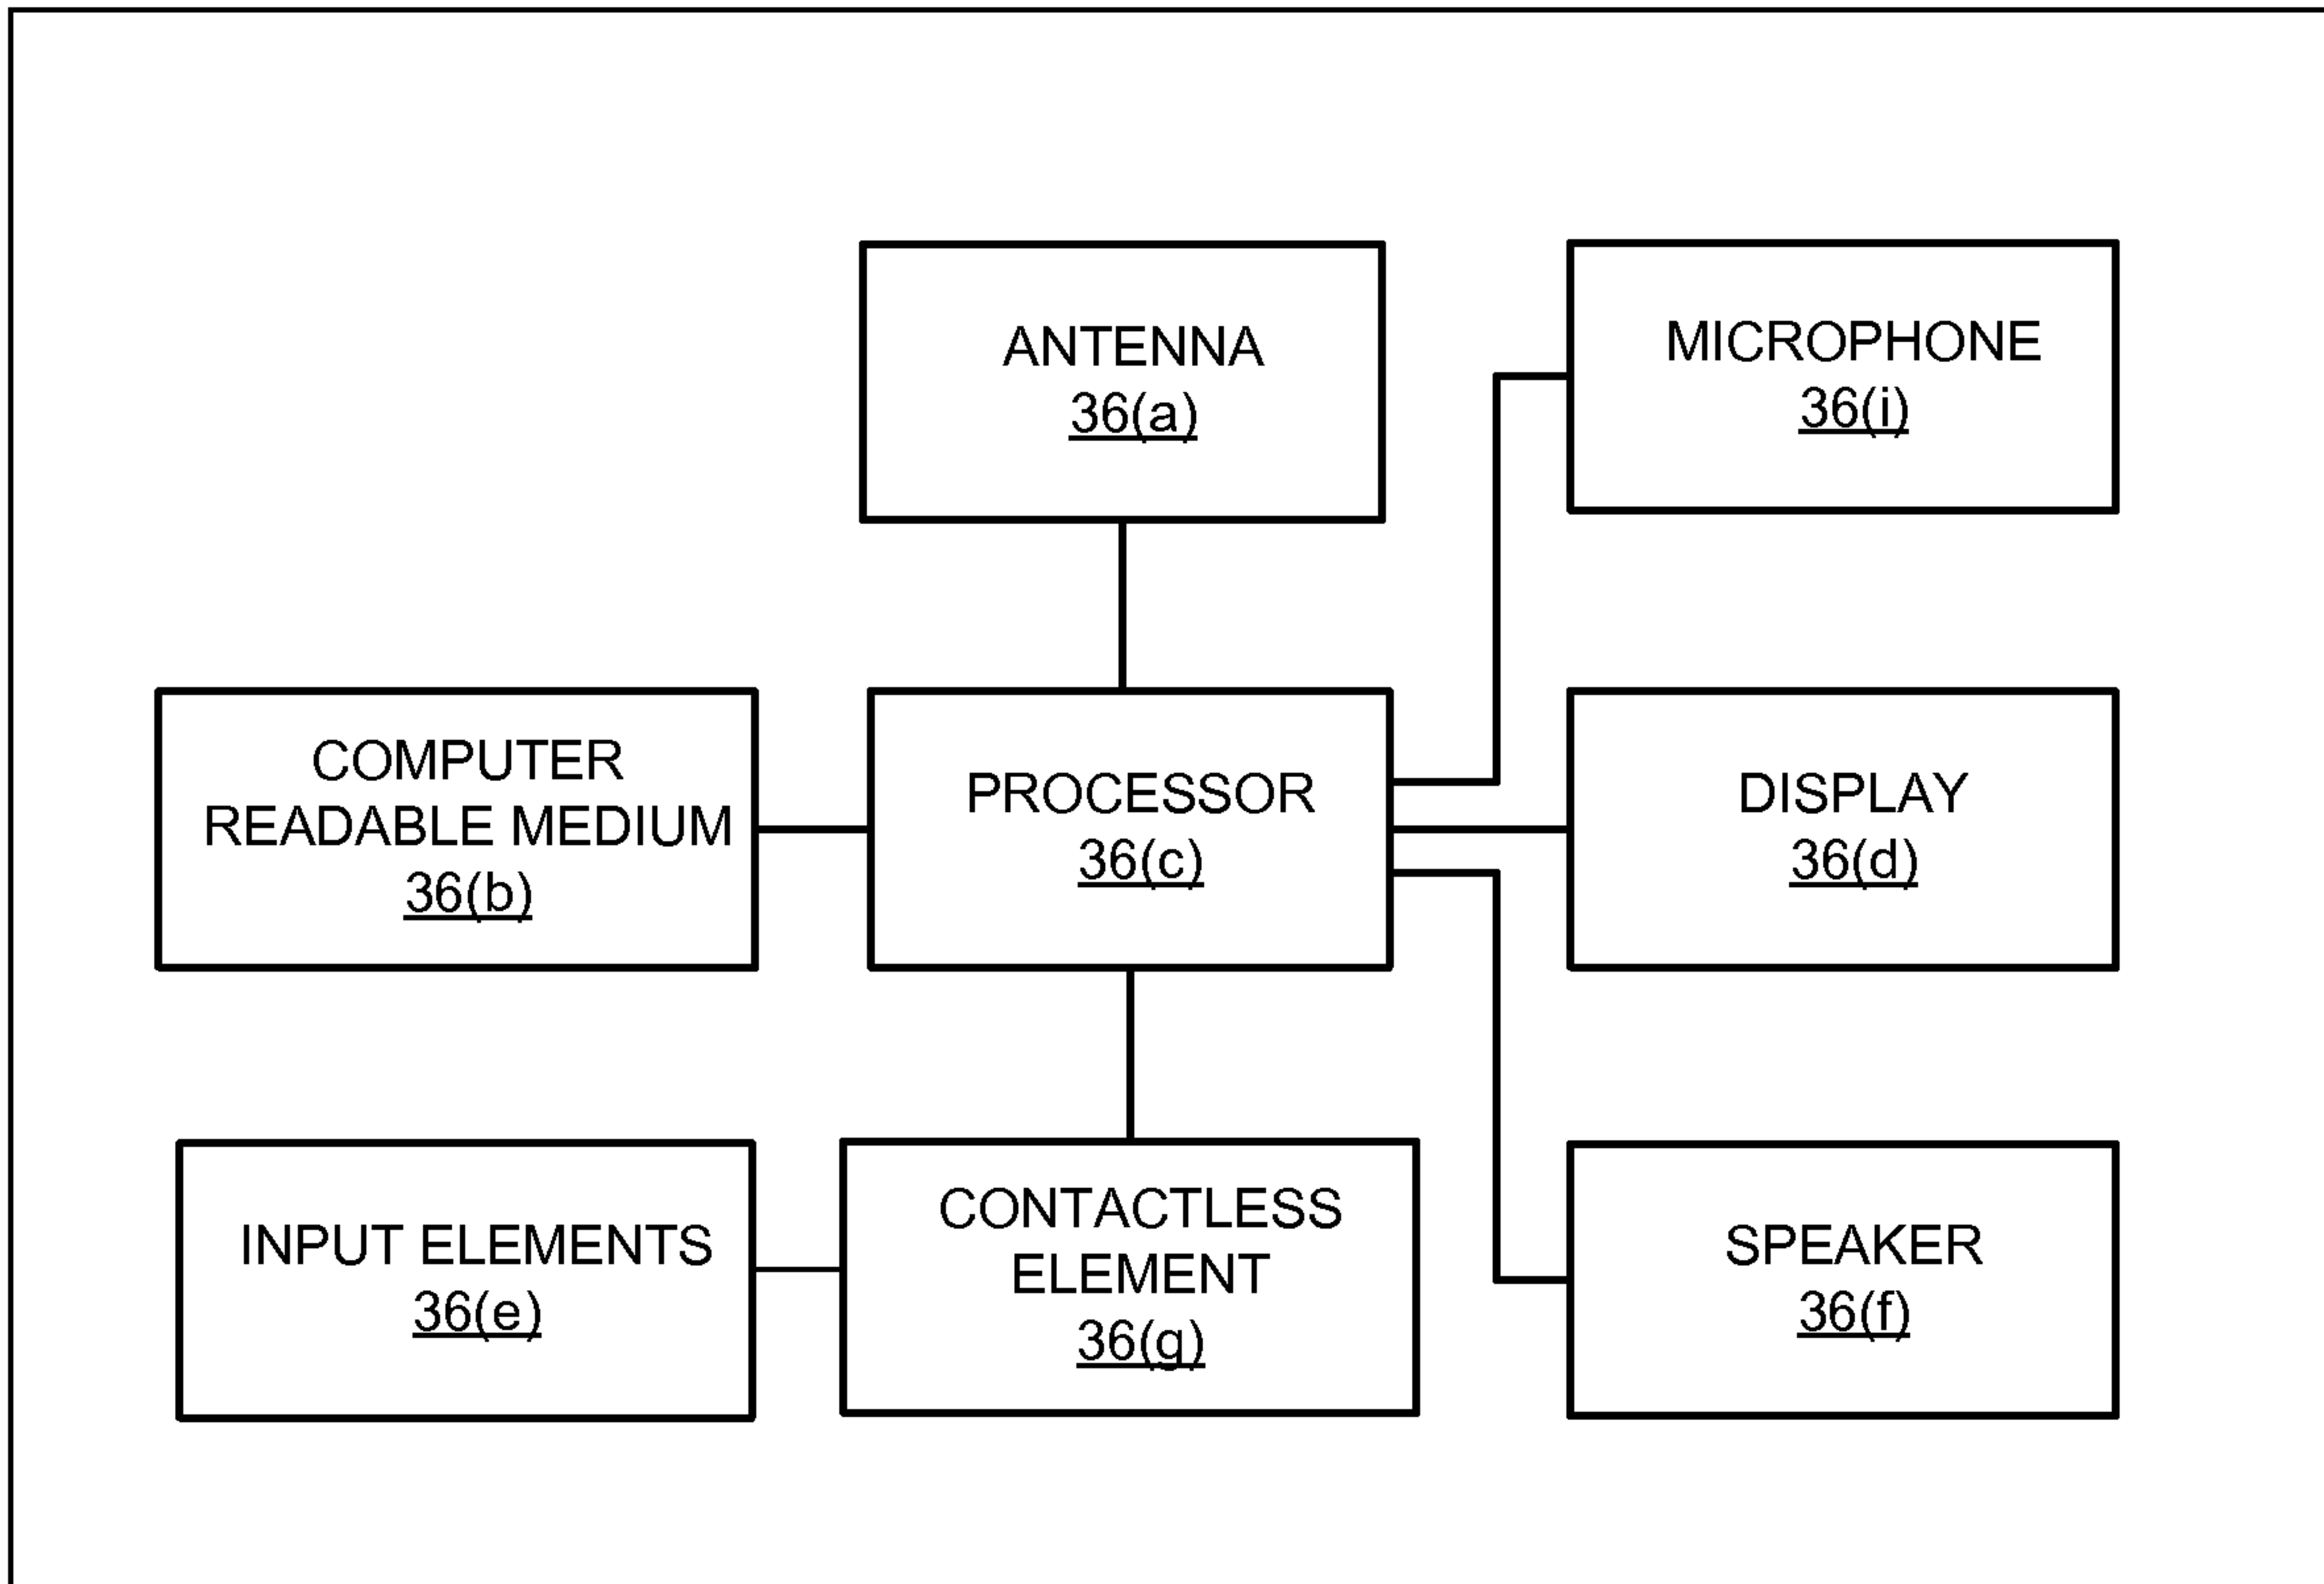 ANTENNA
36(a)
MICROPHONE
36(i)
COMPUTER
READABLE MEDIUM
36(b)
PROCESSOR
36(c)
DISPLAY
36(d)
INPUT ELEMENTS
36(e)
CONTACTLESS
ELEMENT
36(g)
SPEAKER
36(f)